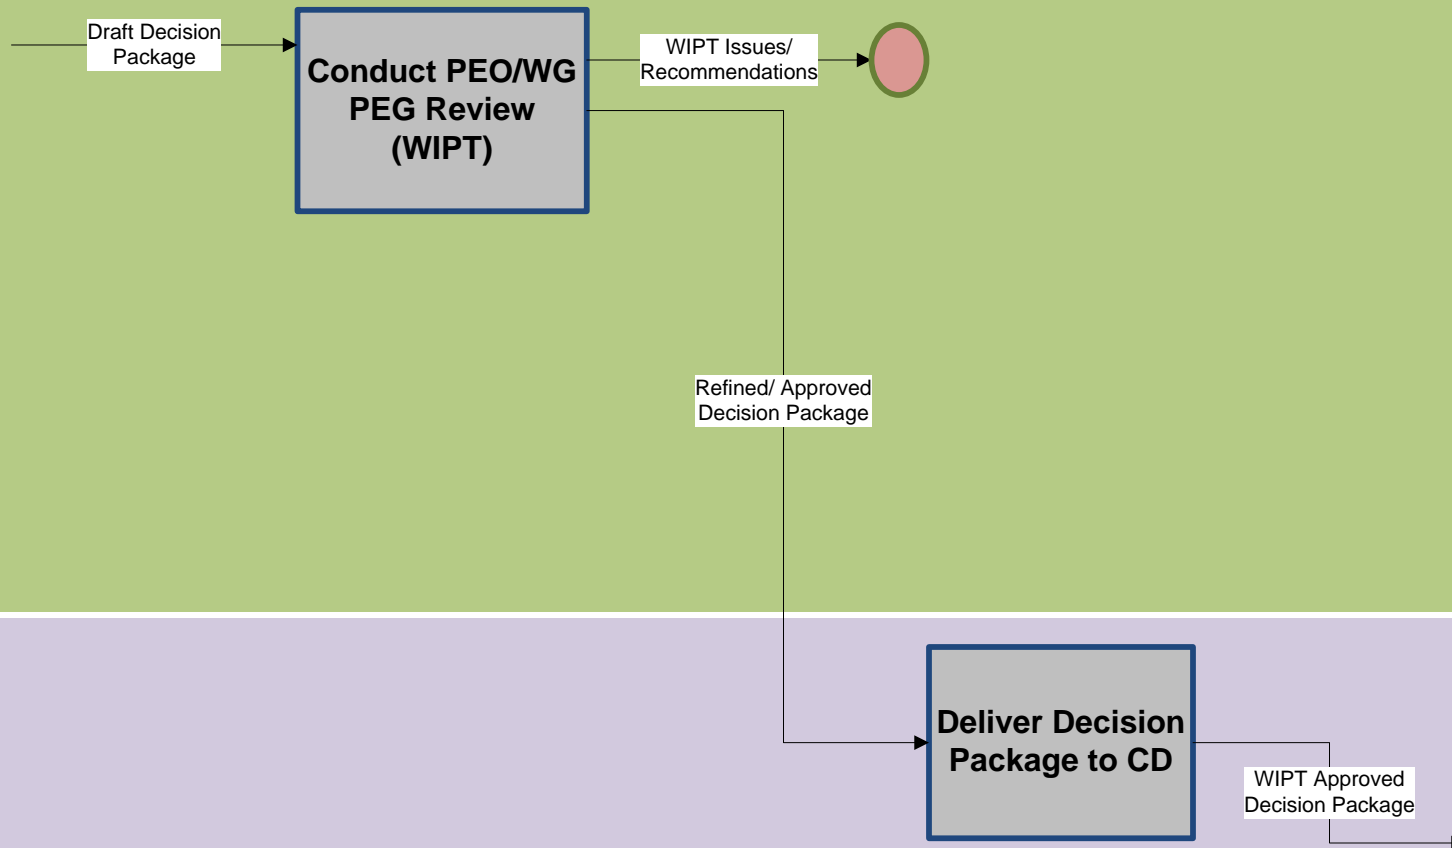 Draft Decision
Package
Conduct PEO/WG
PEG Review
(WIPT)
WIPT Issues/
Recommendations
Refined/ Approved
Decision Package
Deliver Decision
Package to CD
WIPT Approved
Decision Package